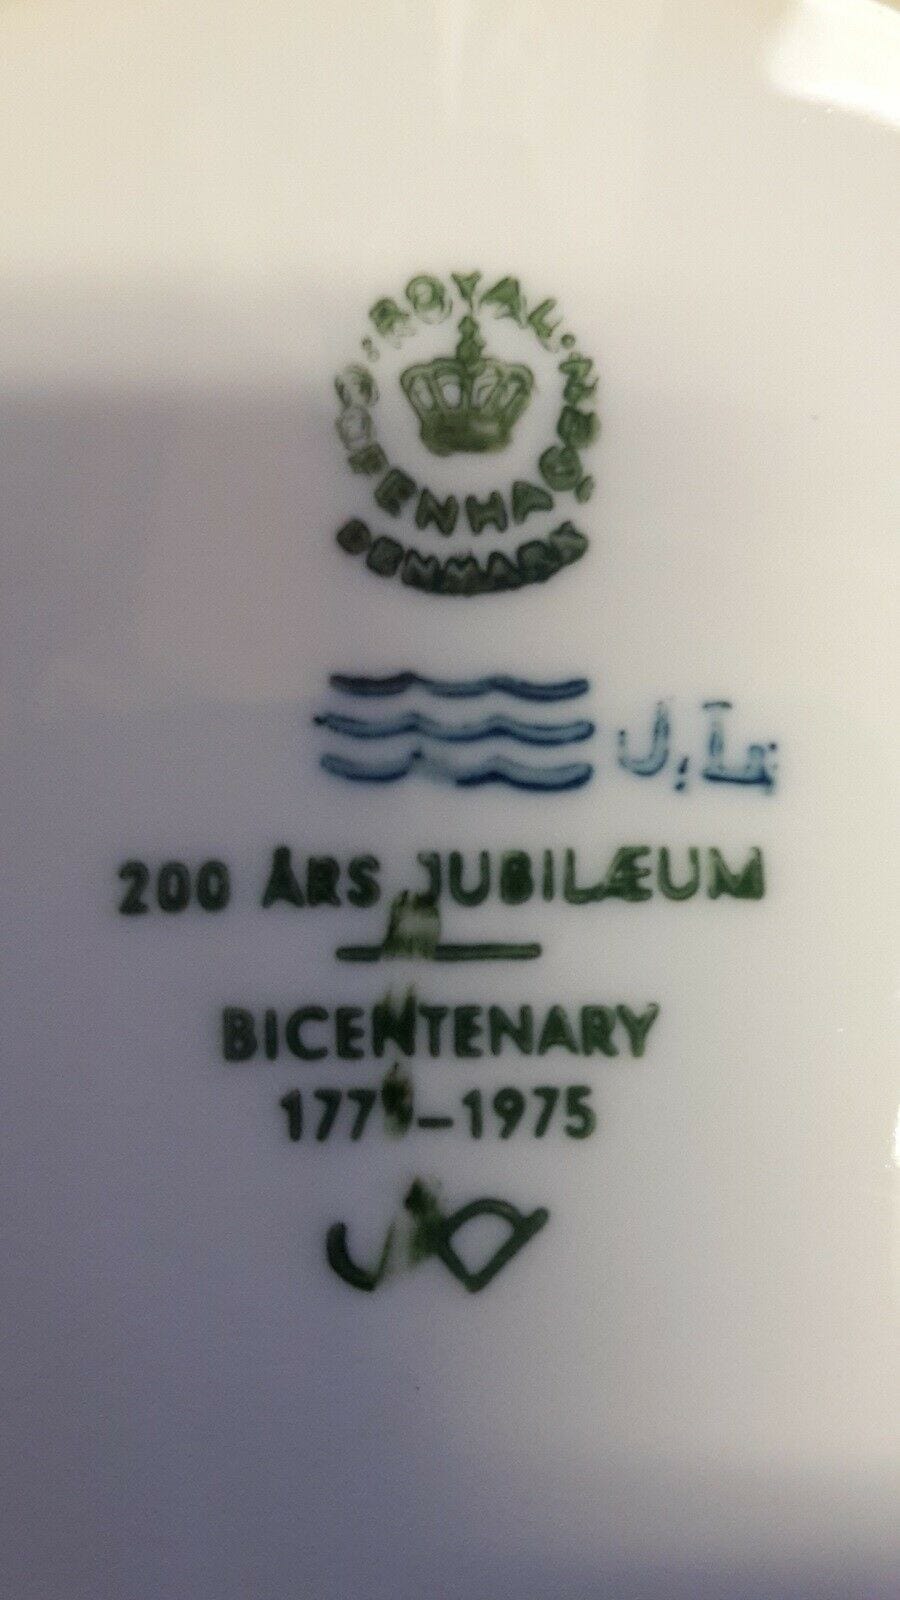 ROYAL COPENHAGEN
DENMARK
200 ÅRS JUBILÆUM
BICENTENARY
–1975